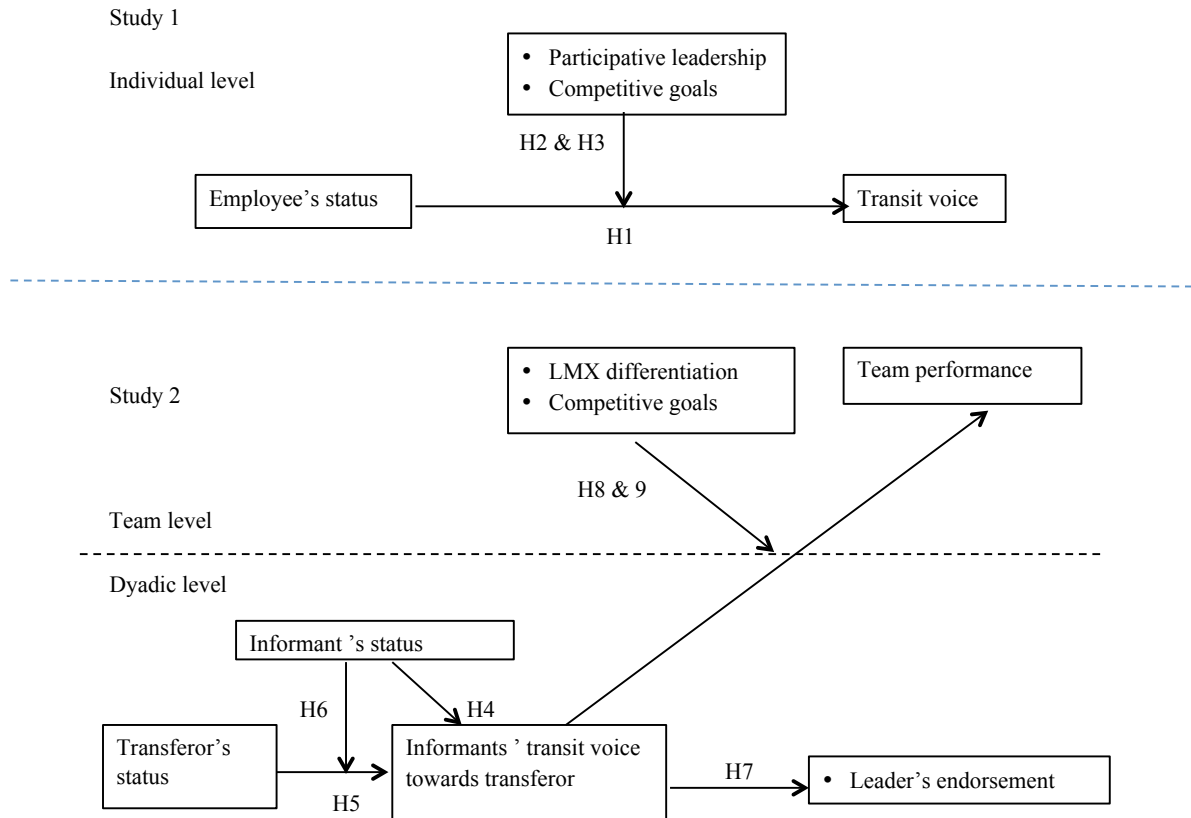 Study 1
Individual level
• Participative leadership
• Competitive goals
H2 & H3
Employee’s status
Transit voice
H1
Study 2
• LMX differentiation
• Competitive goals
Team performance
H8 & 9
Team level
Dyadic level
Informant ’s status
H6
H4
Transferor’s
status
H5
Informants ’ transit voice
towards transferor
H7
• Leader’s endorsement